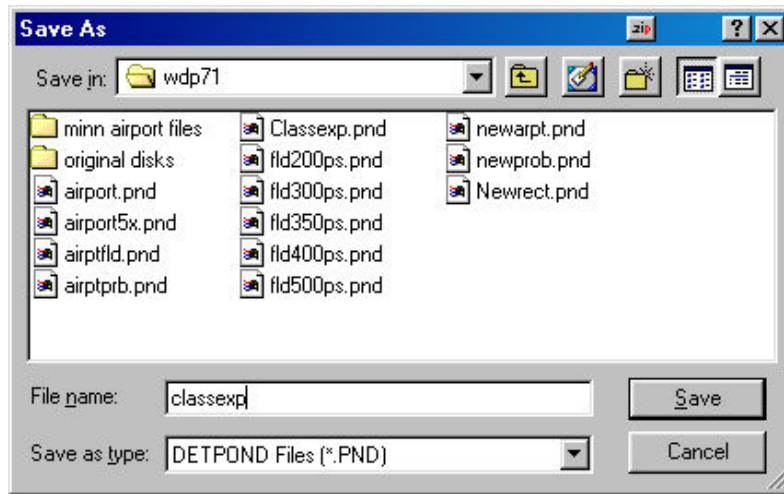 Save As zip ?
Save in: wdp71
minn airport files Classexp.pnd newarpt.pnd
original disks fld200ps.pnd newprob.pnd
airport.pnd fld300ps.pnd Newrect.pnd
airport5x.pnd fld350ps.pnd
airptfld.pnd fld400ps.pnd
airptprb.pnd fld500ps.pnd
File name: classexp Save
Save as type: DETPOND Files (*.PND) Cancel